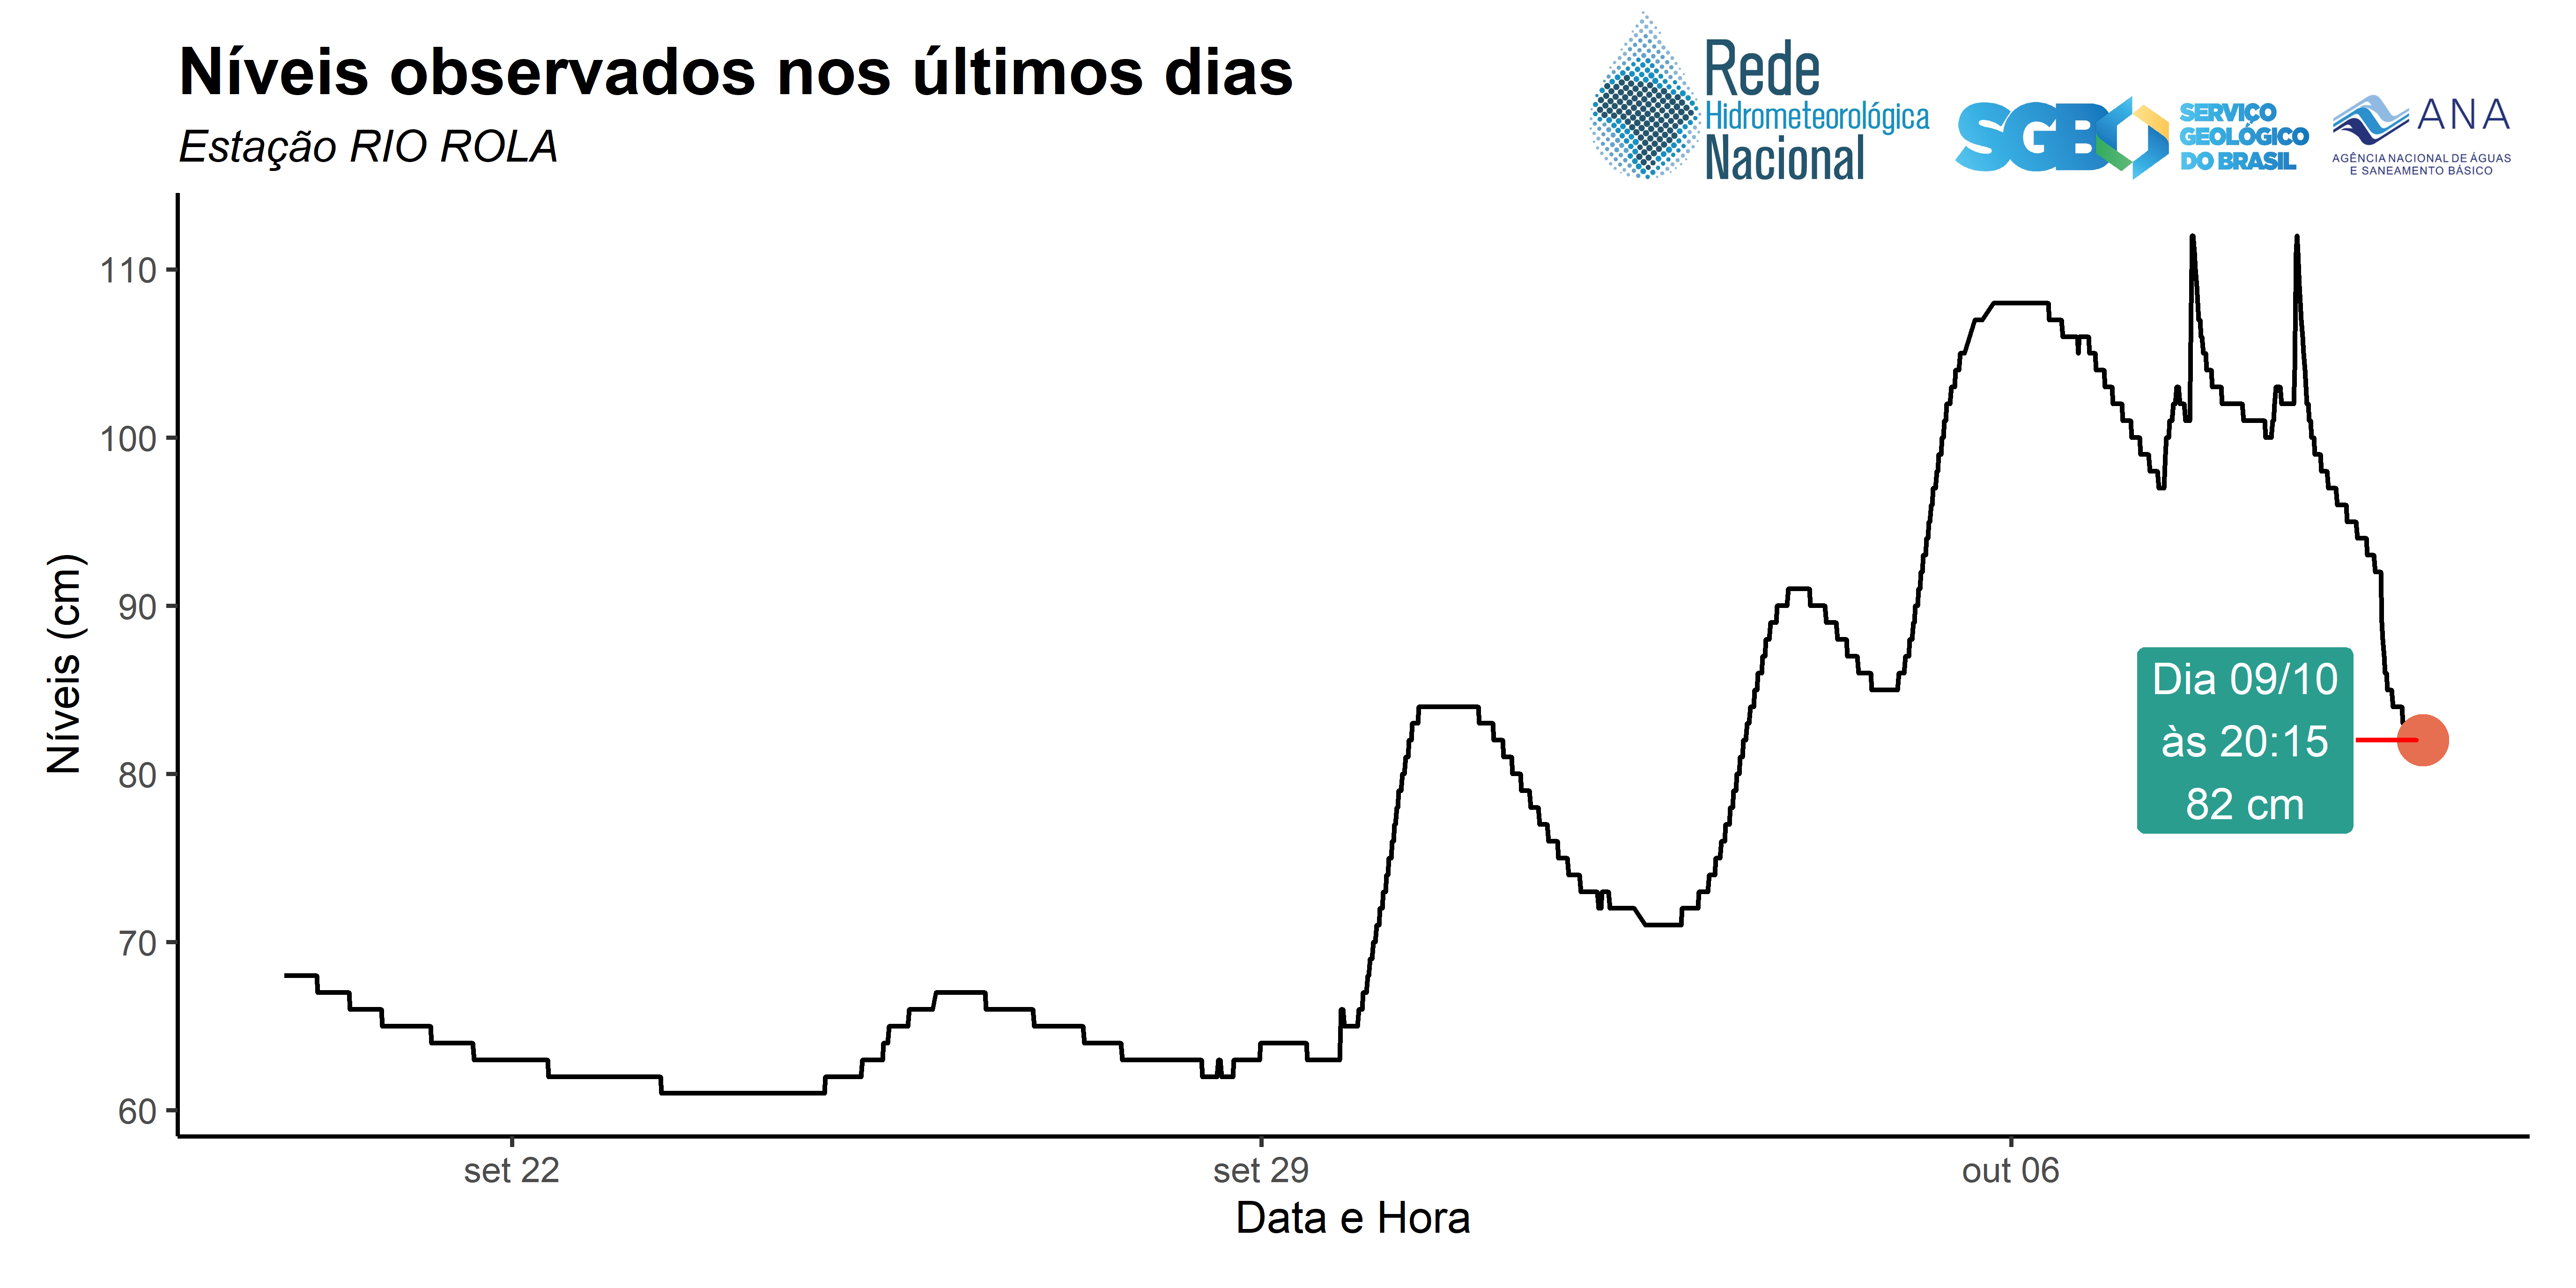 Níveis observados nos últimos dias
Estação RIO ROLA
Rede
Hidrometeorológica
Nacional
SGB
SERVIÇO
GEOLÓGICO
DO BRASIL
ANA
AGÊNCIA NACIONAL DE ÁGUAS
E SANEAMENTO BÁSICO
Níveis (cm)
110
100
90
80
70
60
Dia 09/10
às 20:15
82 cm
set 22
set 29
out 06
Data e Hora